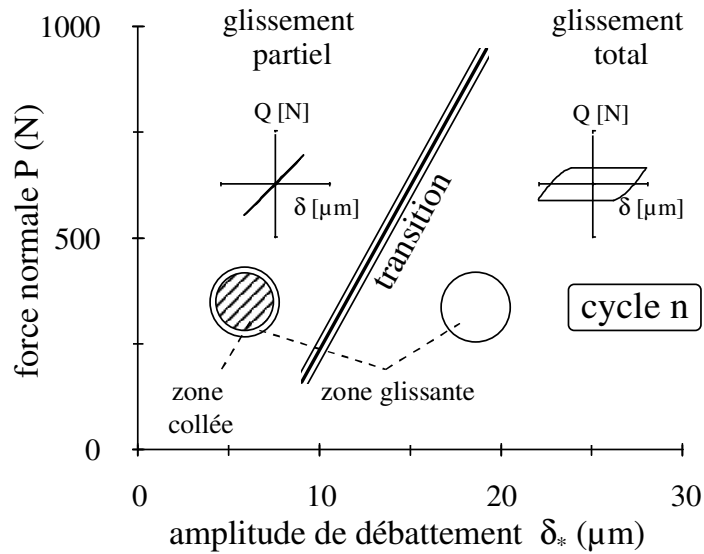 1000
500
0
force normale P (N)
glissement
partiel
glissement
total
Q [N]
δ [µm]
Q [N]
δ [µm]
transition
cycle n
zone
collée
zone glissante
0
10
20
30
amplitude de débattement δ* (µm)